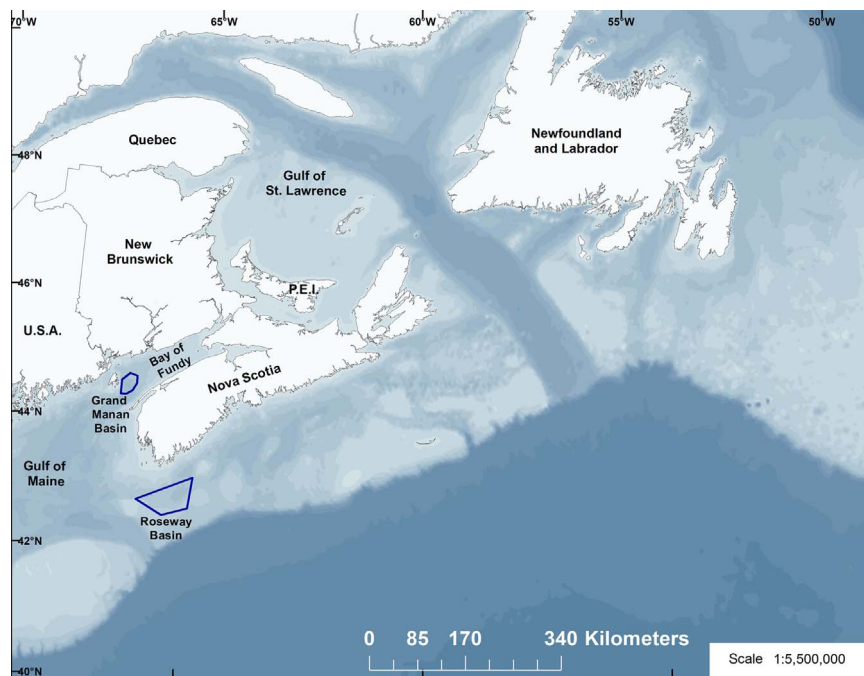 70°W
65°W
60°W
55°W
50°W
48°N
46°N
44°N
42°N
40°N
Quebec
Gulf of
St. Lawrence
Newfoundland
and Labrador
New
Brunswick
P.E.I.
U.S.A.
Bay of
Fundy
Nova Scotia
Grand
Manan
Basin
Gulf of
Maine
Roseway
Basin
0 85 170 340 Kilometers
Scale 1:5,500,000